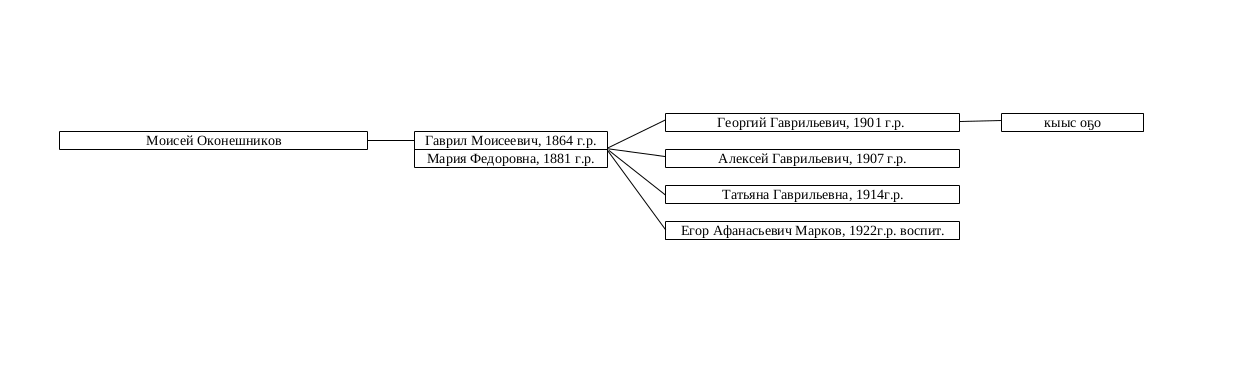 Моисей Оконешников
Гаврил Моисеевич, 1864 г.р.
Мария Федоровна, 1881 г.р.
Георгий Гаврильевич, 1901 г.р.
Алексей Гаврильевич, 1907 г.р.
Татьяна Гаврильевна, 1914г.р.
Егор Афанасьевич Марков, 1922г.р. воспит.
кыыс оҕо